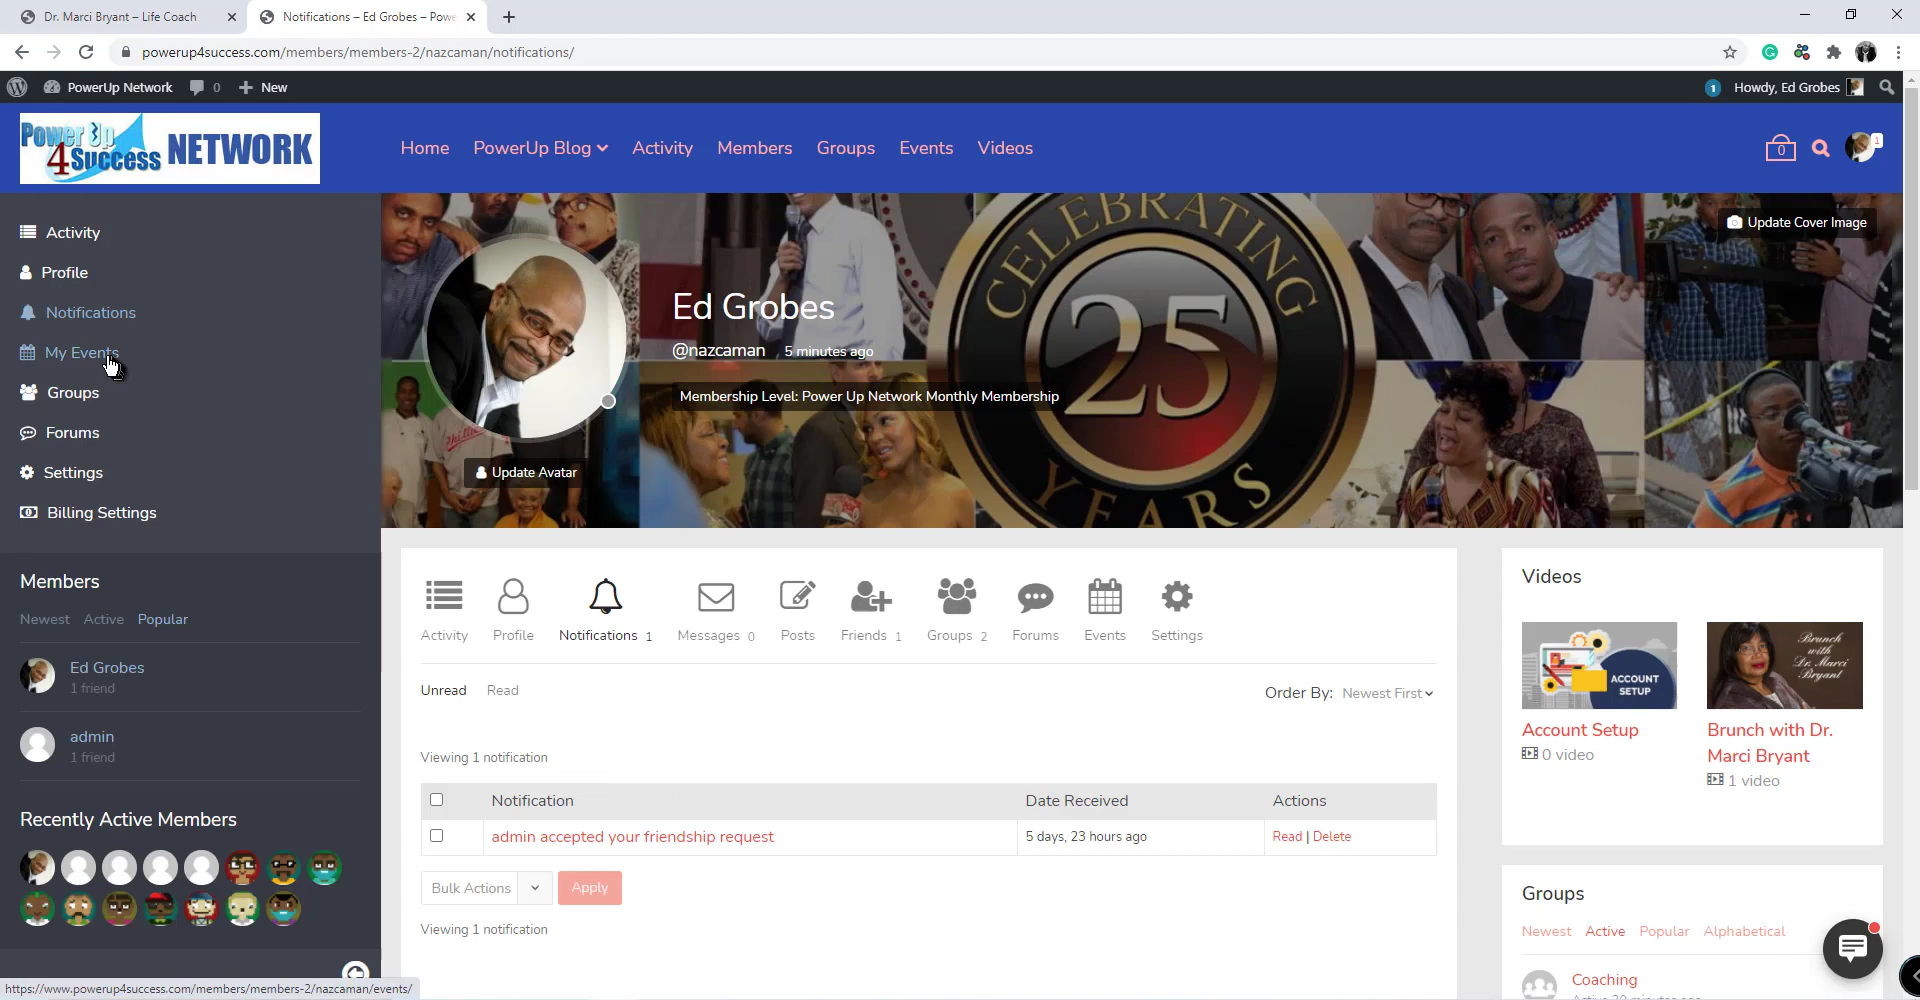 Dr. Marci Bryant – Life Coach
Notifications – Ed Grobes – Powe
powerup4success.com/members/members-2/nazcaman/notifications/
PowerUp Network
0
New
1
Howdy, Ed Grobes
Power Up
4Success NETWORK
Home
PowerUp Blog
Activity
Members
Groups
Events
Videos
0
1
Activity
Profile
Notifications
My Events
Groups
Forums
Settings
Billing Settings
Members
Newest Active Popular
Ed Grobes
1 friend
admin
1 friend
Recently Active Members
https://www.powerup4success.com/members/members-2/nazcaman/events/
Update Cover Image
CELEBRATING
25
YEARS
Ed Grobes
@nazcaman 5 minutes ago
Membership Level: Power Up Network Monthly Membership
Update Avatar
Activity
Profile
Notifications 1
Messages 0
Posts
Friends 1
Groups 2
Forums
Events
Settings
Unread Read
Order By: Newest First
Viewing 1 notification
Notification Date Received Actions
admin accepted your friendship request 5 days, 23 hours ago Read | Delete
Bulk Actions Apply
Viewing 1 notification
Videos
ACCOUNT
SETUP
Account Setup
0 video
Brunch
with
Dr. Marci
Bryant
Brunch with Dr.
Marci Bryant
1 video
Groups
Newest Active Popular Alphabetical
Coaching